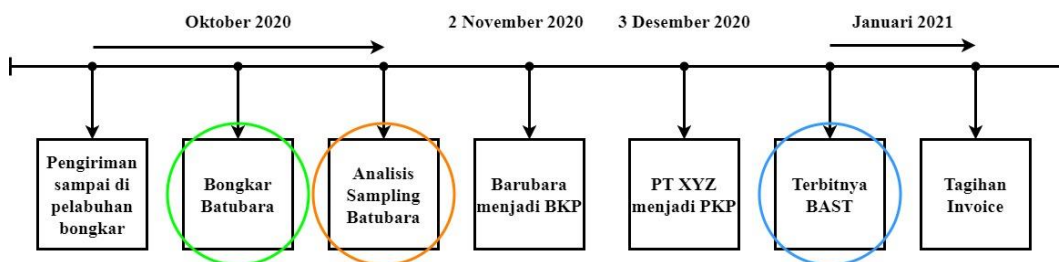 Oktober 2020
2 November 2020
3 Desember 2020
Januari 2021
Pengiriman
sampai di
pelabuhan
bongkar
Bongkar
Batubara
Analisis
Sampling
Batubara
Barubara
menjadi BKP
PT XYZ
menjadi PKP
Terbitnya
BAST
Tagihan
Invoice